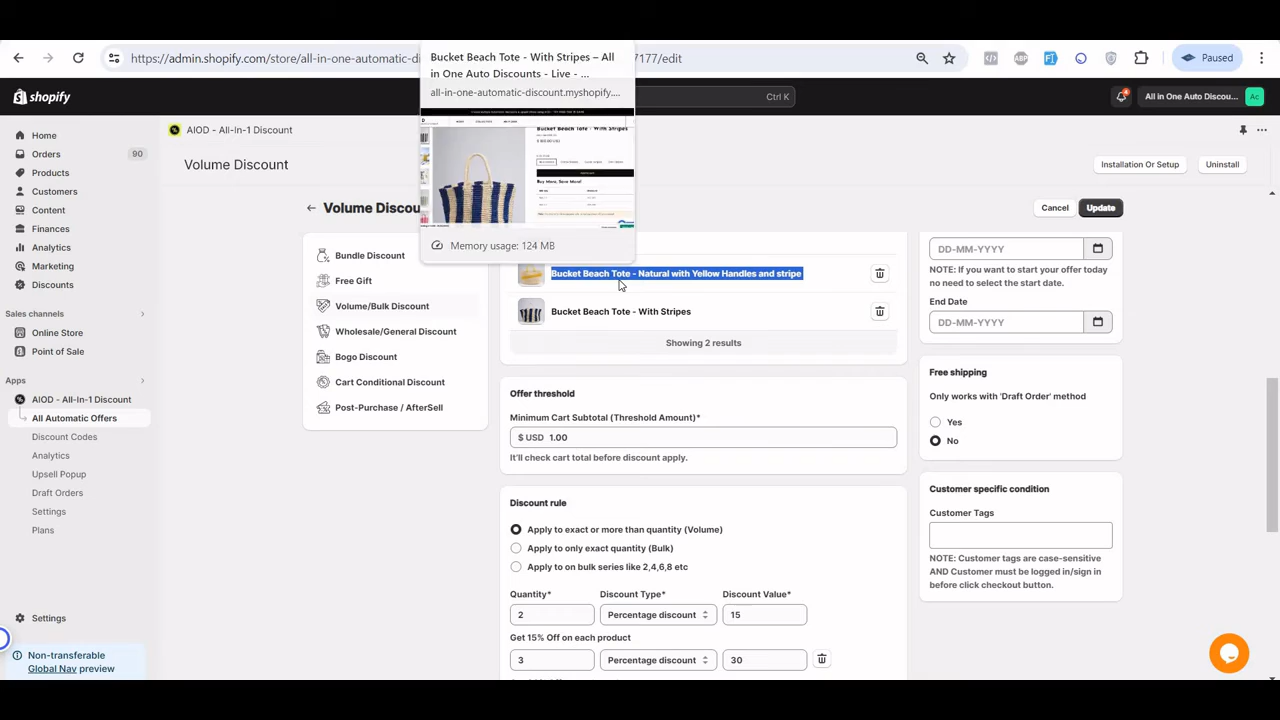 Bucket Beach Tote - With Stripes – All
in One Auto Discounts - Live - ...
all-in-one-automatic-discount.myshopify....
Bucket Beach Tote - With Stripes
Buy More, Save More!
Memory usage: 124 MB
https://admin.shopify.com/store/all-in-one-automatic-d
177/edit
ABP
Paused
shopify
Ctrl K
All in One Auto Discou...
Ac
Home
Orders
90
Products
Customers
Content
Finances
Analytics
Marketing
Discounts
Sales channels
Online Store
Point of Sale
Apps
AIOD - All-In-1 Discount
All Automatic Offers
Discount Codes
Analytics
Upsell Popup
Draft Orders
Settings
Plans
Settings
Non-transferable
Global Nav preview
AIOD - All-In-1 Discount
Volume Discount
Installation Or Setup
Uninstall
Volume Discou
Cancel
Update
Bundle Discount
Free Gift
Volume/Bulk Discount
Wholesale/General Discount
Bogo Discount
Cart Conditional Discount
Post-Purchase / AfterSell
Bucket Beach Tote - Natural with Yellow Handles and stripe
Bucket Beach Tote - With Stripes
Showing 2 results
Offer threshold
Minimum Cart Subtotal (Threshold Amount)*
$ USD 1.00
It'll check cart total before discount apply.
Discount rule
Apply to exact or more than quantity (Volume)
Apply to only exact quantity (Bulk)
Apply to on bulk series like 2,4,6,8 etc
Quantity* Discount Type* Discount Value*
2 Percentage discount 15
Get 15% Off on each product
3 Percentage discount 30
DD-MM-YYYY
NOTE: If you want to start your offer today
no need to select the start date.
End Date
DD-MM-YYYY
Free shipping
Only works with 'Draft Order' method
Yes
No
Customer specific condition
Customer Tags
NOTE: Customer tags are case-sensitive
AND Customer must be logged in/sign in
before click checkout button.